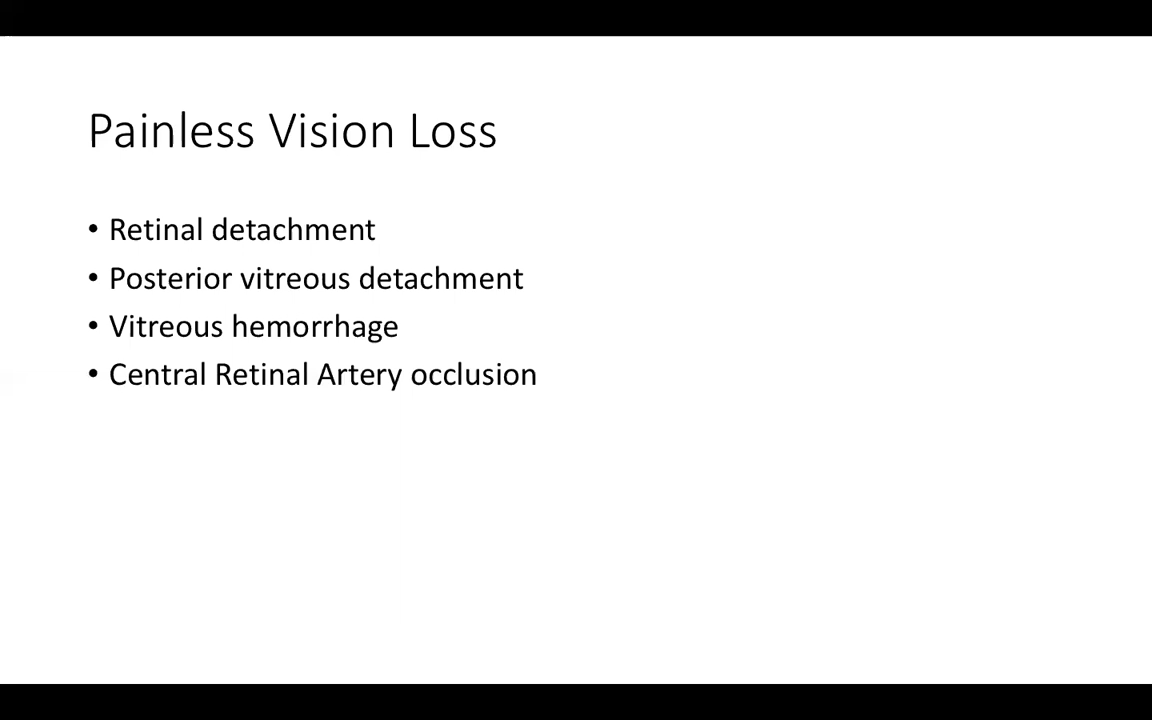 Painless Vision Loss
• Retinal detachment
• Posterior vitreous detachment
• Vitreous hemorrhage
• Central Retinal Artery occlusion